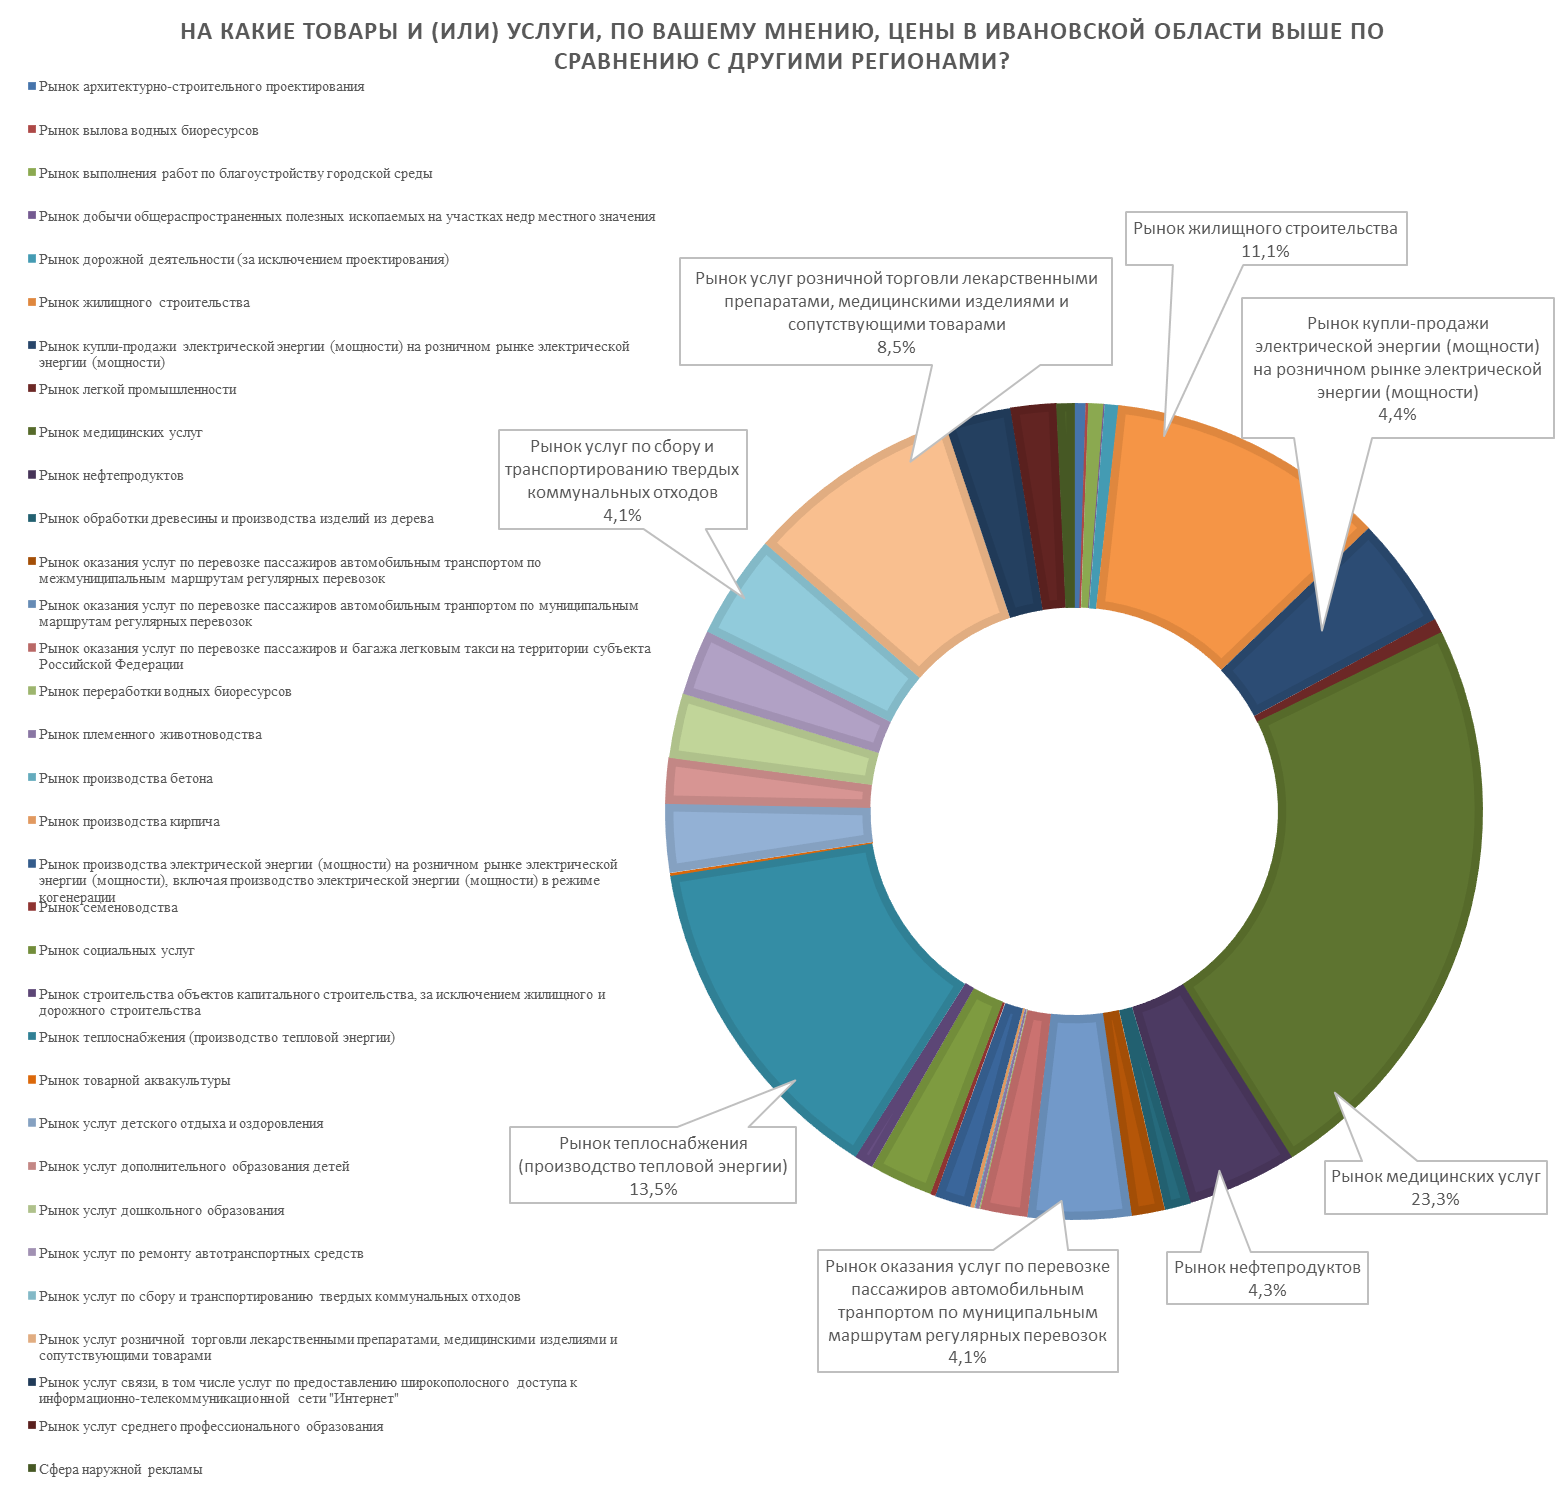 НА КАКИЕ ТОВАРЫ И (ИЛИ) УСЛУГИ, ПО ВАШЕМУ МНЕНИЮ, ЦЕНЫ В ИВАНОВСКОЙ ОБЛАСТИ ВЫШЕ ПО
СРАВНЕНИЮ С ДРУГИМИ РЕГИОНАМИ?
Рынок архитектурно-строительного проектирования
Рынок вылова водных биоресурсов
Рынок выполнения работ по благоустройству городской среды
Рынок добычи общераспространенных полезных ископаемых на участках недр местного значения
Рынок дорожной деятельности (за исключением проектирования)
Рынок жилищного строительства
Рынок купли-продажи электрической энергии (мощности) на розничном рынке электрической
энергии (мощности)
Рынок легкой промышленности
Рынок медицинских услуг
Рынок нефтепродуктов
Рынок обработки древесины и производства изделий из дерева
Рынок оказания услуг по перевозке пассажиров автомобильным транспортом по
межмуниципальным маршрутам регулярных перевозок
Рынок оказания услуг по перевозке пассажиров автомобильным транпортом по муниципальным
маршрутам регулярных перевозок
Рынок оказания услуг по перевозке пассажиров и багажа легковым такси на территории субъекта
Российской Федерации
Рынок переработки водных биоресурсов
Рынок племенного животноводства
Рынок производства бетона
Рынок производства кирпича
Рынок производства электрической энергии (мощности) на розничном рынке электрической
энергии (мощности), включая производство электрической энергии (мощности) в режиме
когенерации
Рынок семеноводства
Рынок социальных услуг
Рынок строительства объектов капитального строительства, за исключением жилищного и
дорожного строительства
Рынок теплоснабжения (производство тепловой энергии)
Рынок товарной аквакультуры
Рынок услуг детского отдыха и оздоровления
Рынок услуг дополнительного образования детей
Рынок услуг дошкольного образования
Рынок услуг по ремонту автотранспортных средств
Рынок услуг по сбору и транспортированию твердых коммунальных отходов
Рынок услуг розничной торговли лекарственными препаратами, медицинскими изделиями и
сопутствующими товарами
Рынок услуг связи, в том числе услуг по предоставлению широкополосного доступа к
информационно-телекоммуникационной сети "Интернет"
Рынок услуг среднего профессионального образования
Сфера наружной рекламы
Рынок жилищного строительства
11,1%
Рынок услуг розничной торговли лекарственными
препаратами, медицинскими изделиями и
сопутствующими товарами
8,5%
Рынок купли-продажи
электрической энергии (мощности)
на розничном рынке электрической
энергии (мощности)
4,4%
Рынок услуг по сбору и
транспортированию твердых
коммунальных отходов
4,1%
Рынок теплоснабжения
(производство тепловой энергии)
13,5%
Рынок медицинских услуг
23,3%
Рынок оказания услуг по перевозке
пассажиров автомобильным
транпортом по муниципальным
маршрутам регулярных перевозок
4,1%
Рынок нефтепродуктов
4,3%